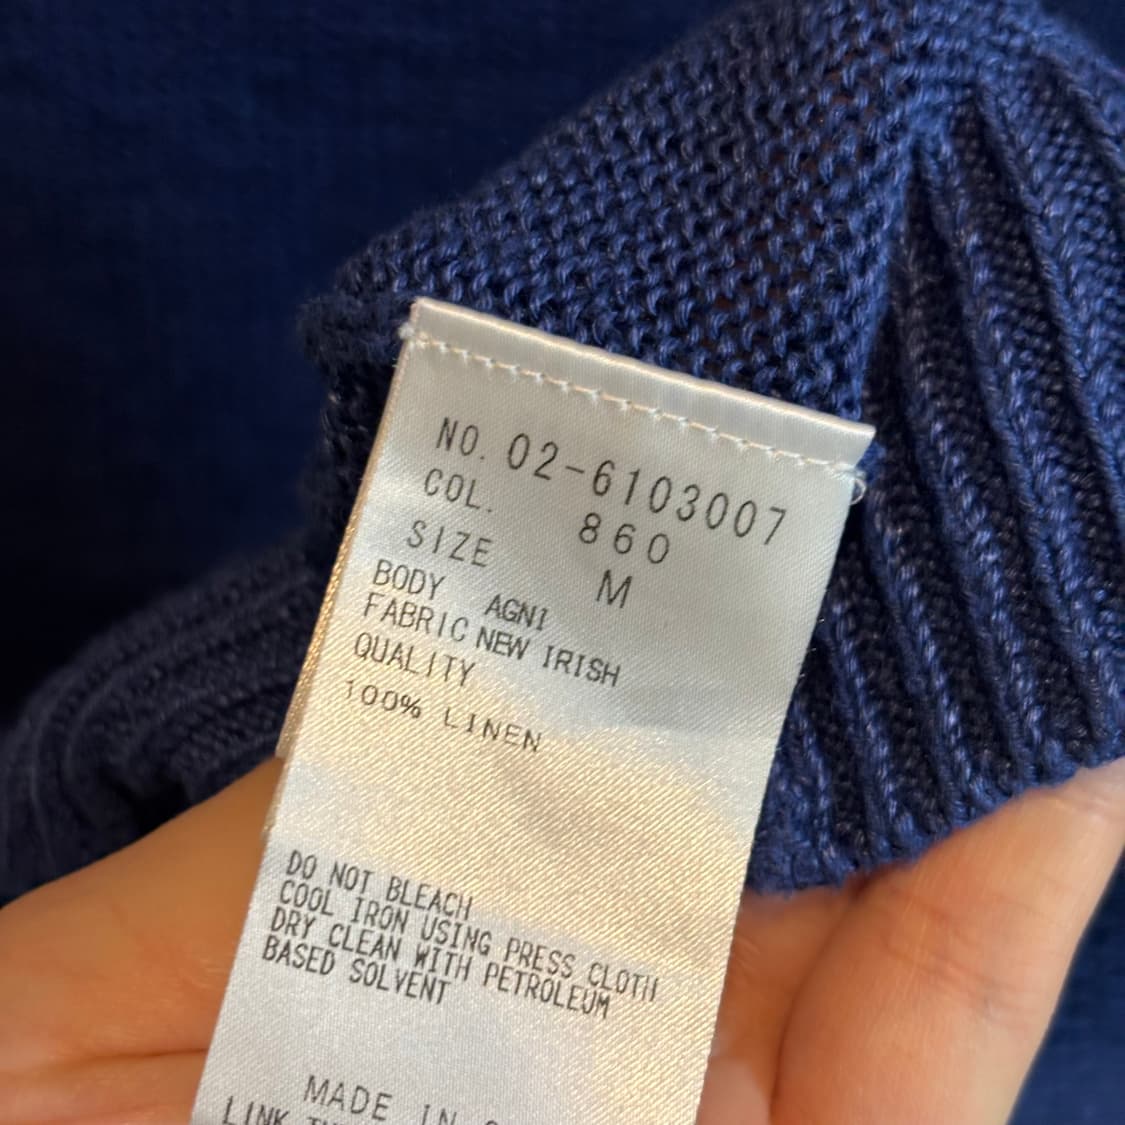 NO. 02-6103007
COL. 860
SIZE M
BODY AGNI
FABRIC NEW IRISH
QUALITY
100% LINEN
DO NOT BLEACH
COOL IRON USING PRESS CLOTH
DRY CLEAN WITH PETROLEUM
BASED SOLVENT
MADE IN
LINK